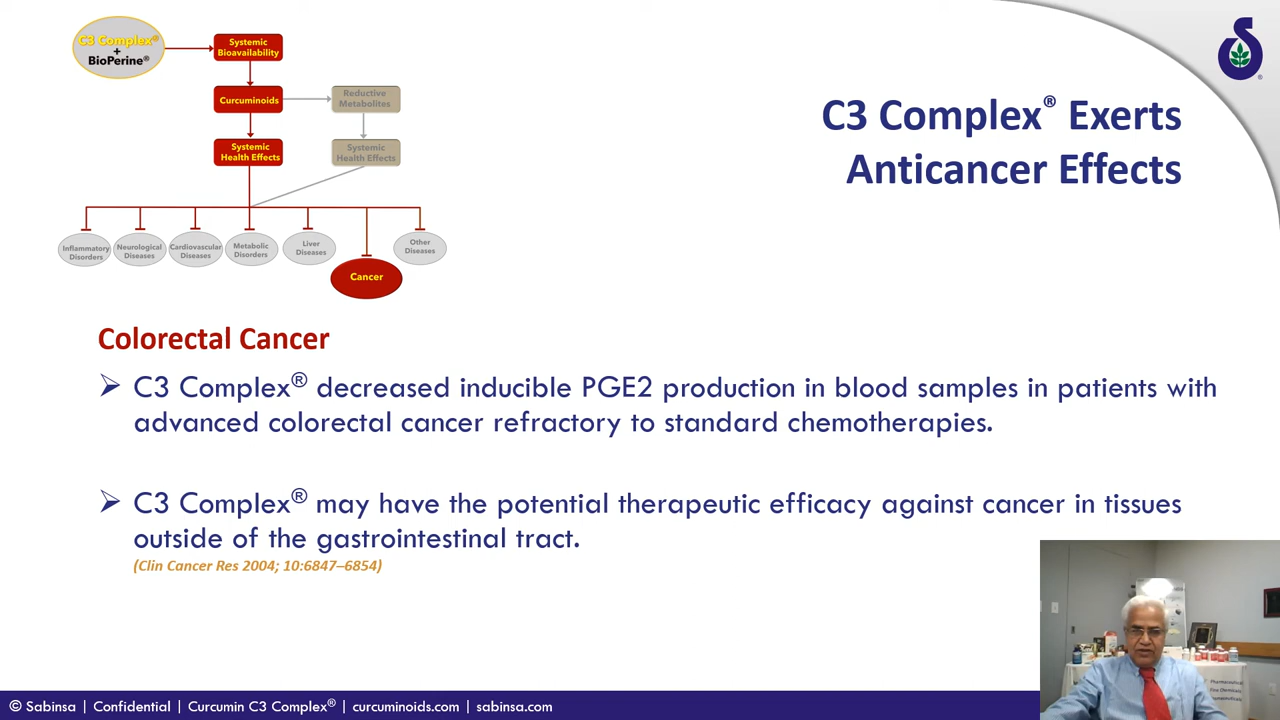 C3 Complex®
+
BioPerine®
Systemic
Bioavailability
Curcuminoids
Reductive
Metabolites
Systemic
Health Effects
Systemic
Health Effects
Inflammatory
Disorders
Neurological
Diseases
Cardiovascular
Diseases
Metabolic
Disorders
Liver
Diseases
Cancer
Other
Diseases
®
C3 Complex® Exerts
Anticancer Effects
Colorectal Cancer
C3 Complex® decreased inducible PGE2 production in blood samples in patients with
advanced colorectal cancer refractory to standard chemotherapies.
C3 Complex® may have the potential therapeutic efficacy against cancer in tissues
outside of the gastrointestinal tract.
(Clin Cancer Res 2004; 10:6847–6854)
Pharmaceutical
Fine Chemicals
© Sabinsa | Confidential | Curcumin C3 Complex® | curcuminoids.com | sabinsa.com